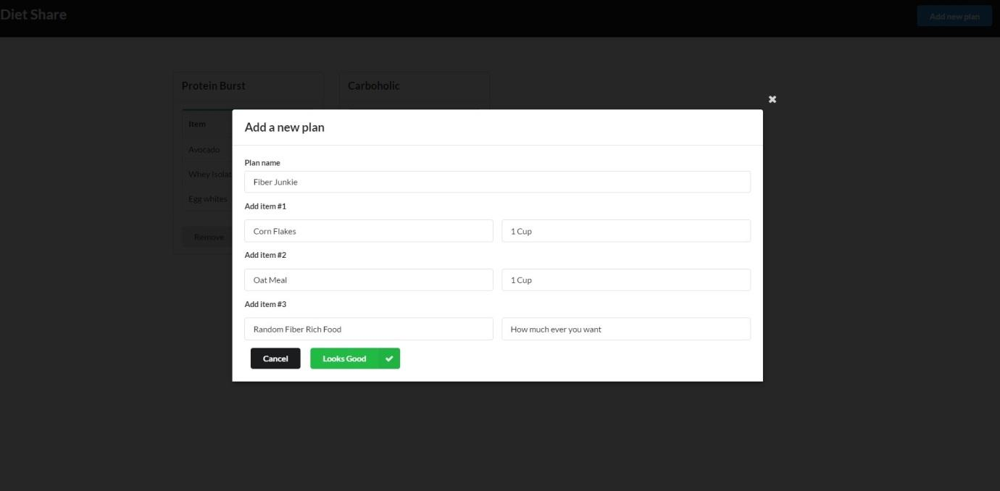 Diet Share
Add new plan
Protein Burst
Carboholic
Item
Avocado
Whey Isolat
Egg whites
Remove
Add a new plan
Plan name
Fiber Junkie
Add item #1
Corn Flakes
1 Cup
Add item #2
Oat Meal
1 Cup
Add item #3
Random Fiber Rich Food
How much ever you want
Cancel
Looks Good